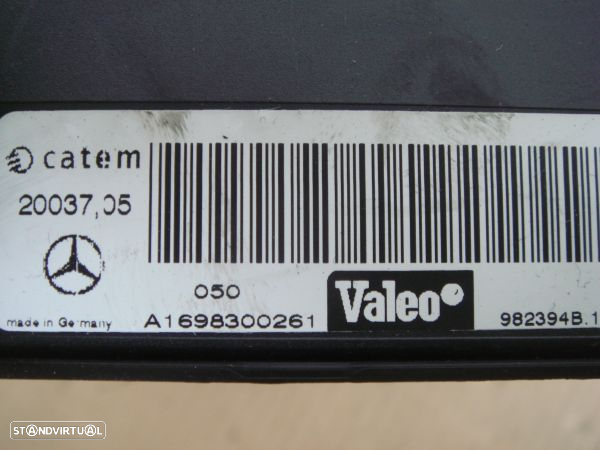 catem
20037,05
050
made in Germany
A1698300261
Valeo
982394B.1
STANDVIRTUAL